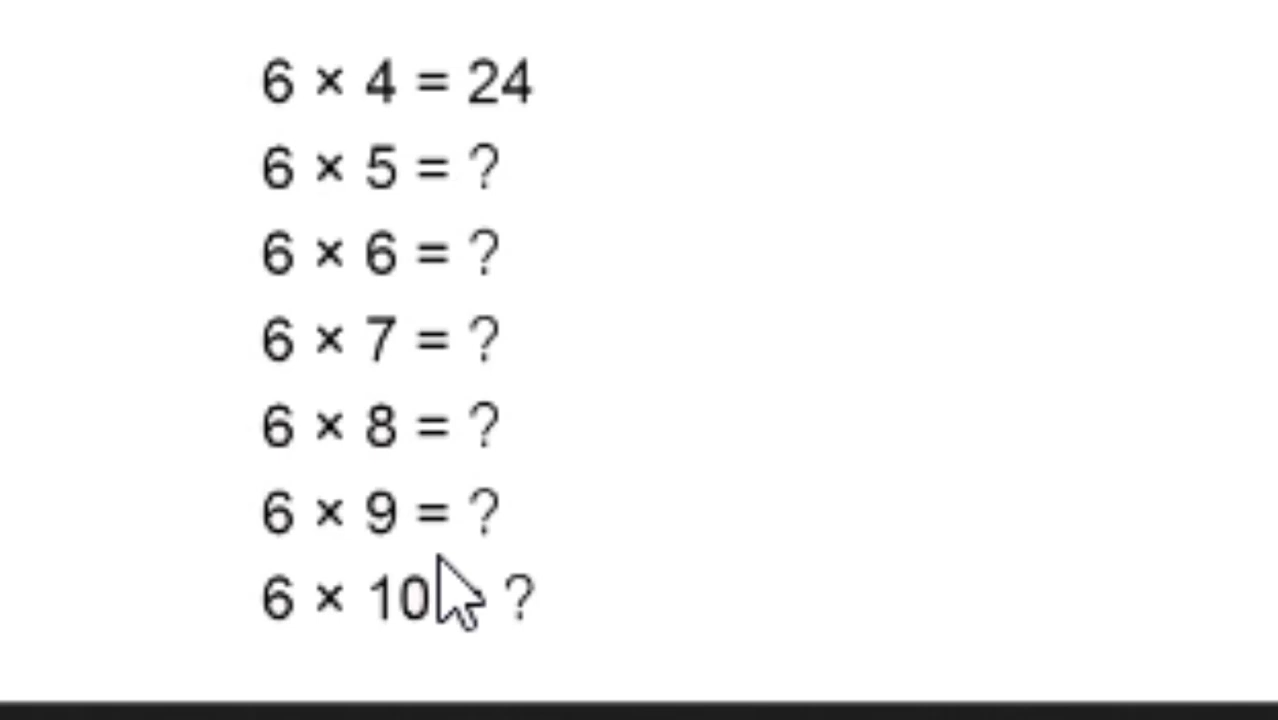 6 × 4 = 24
6 × 5 = ?
6 × 6 = ?
6 × 7 = ?
6 × 8 = ?
6 × 9 = ?
6 × 10 ?